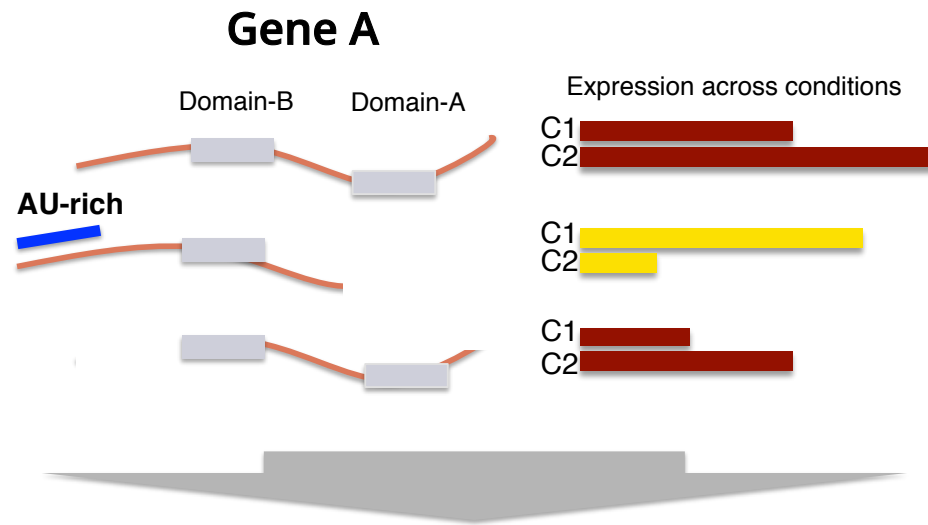 Gene A
Expression across conditions
Domain-B
Domain-A
C1
C2
AU-rich
C1
C2
C1
C2